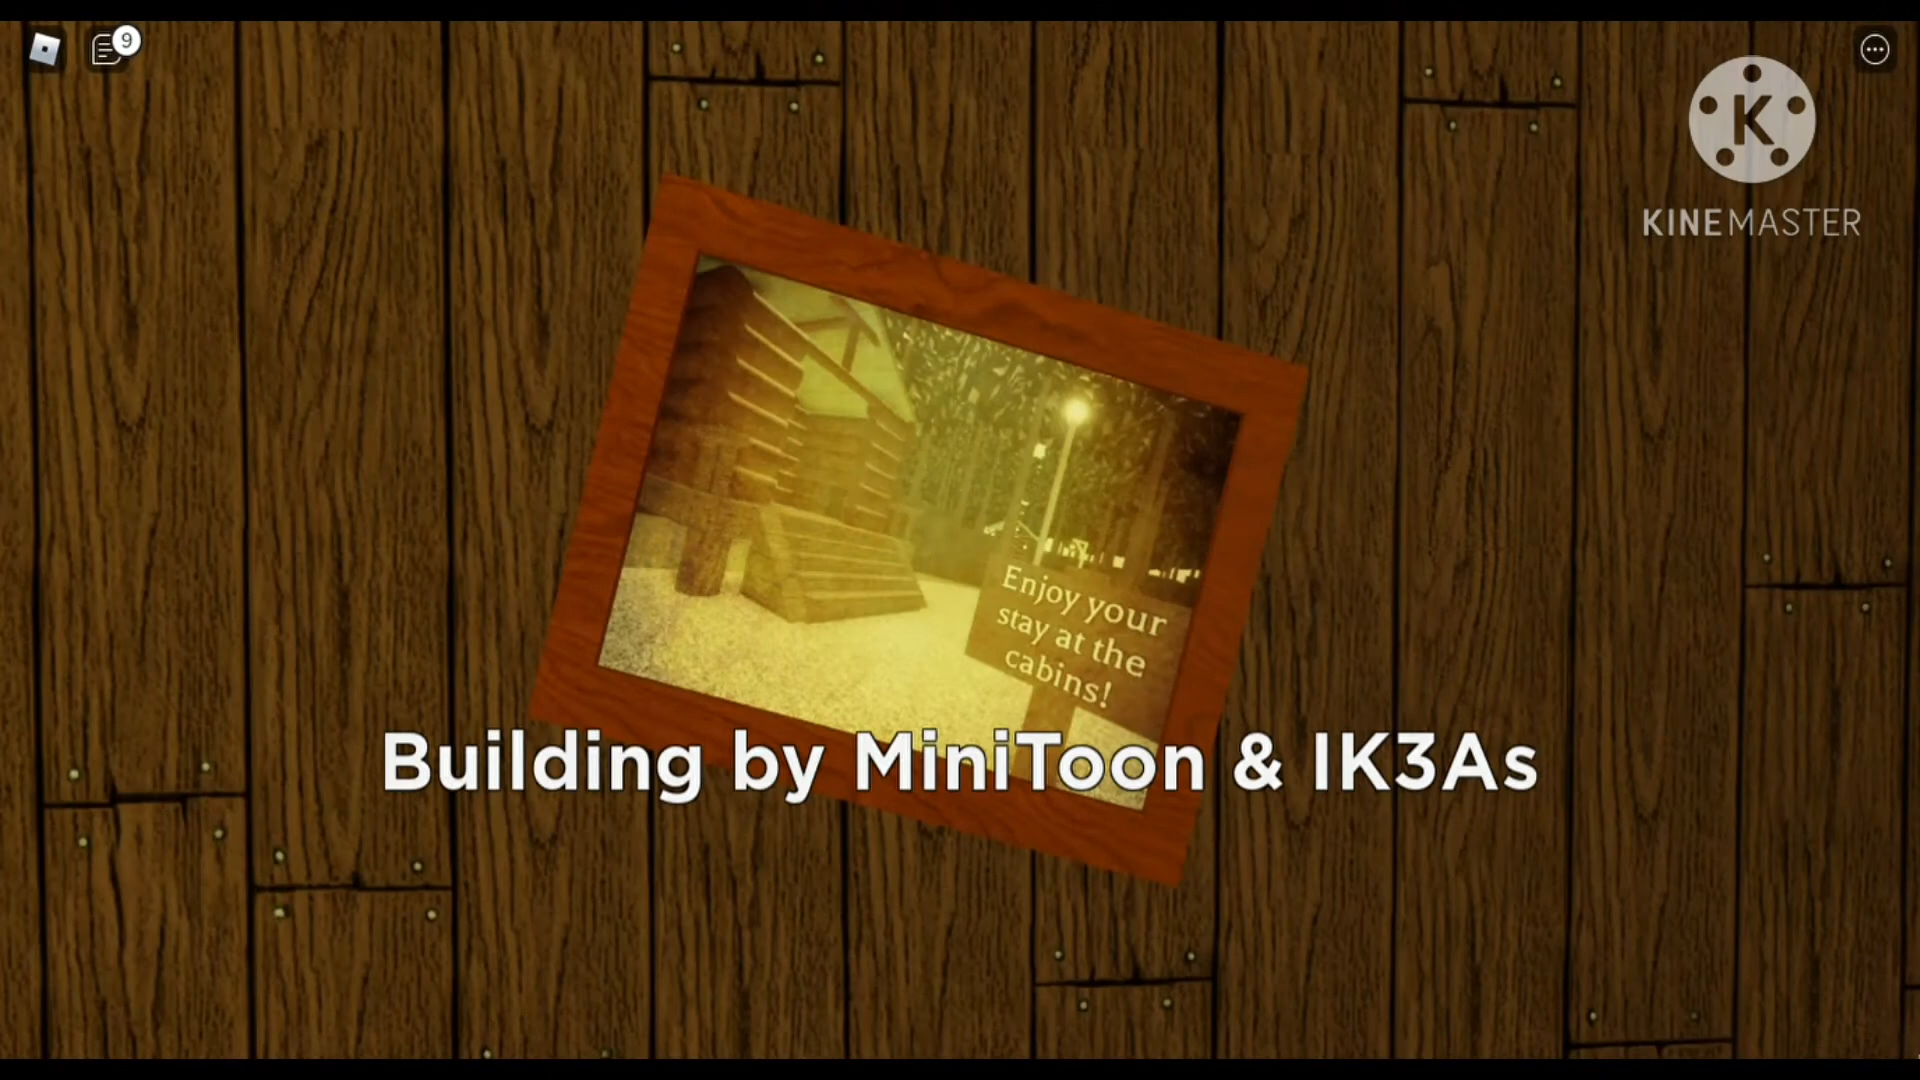 9
K
KINEMASTER
Enjoy your
stay at the
cabins!
Building by MiniToon & IK3As